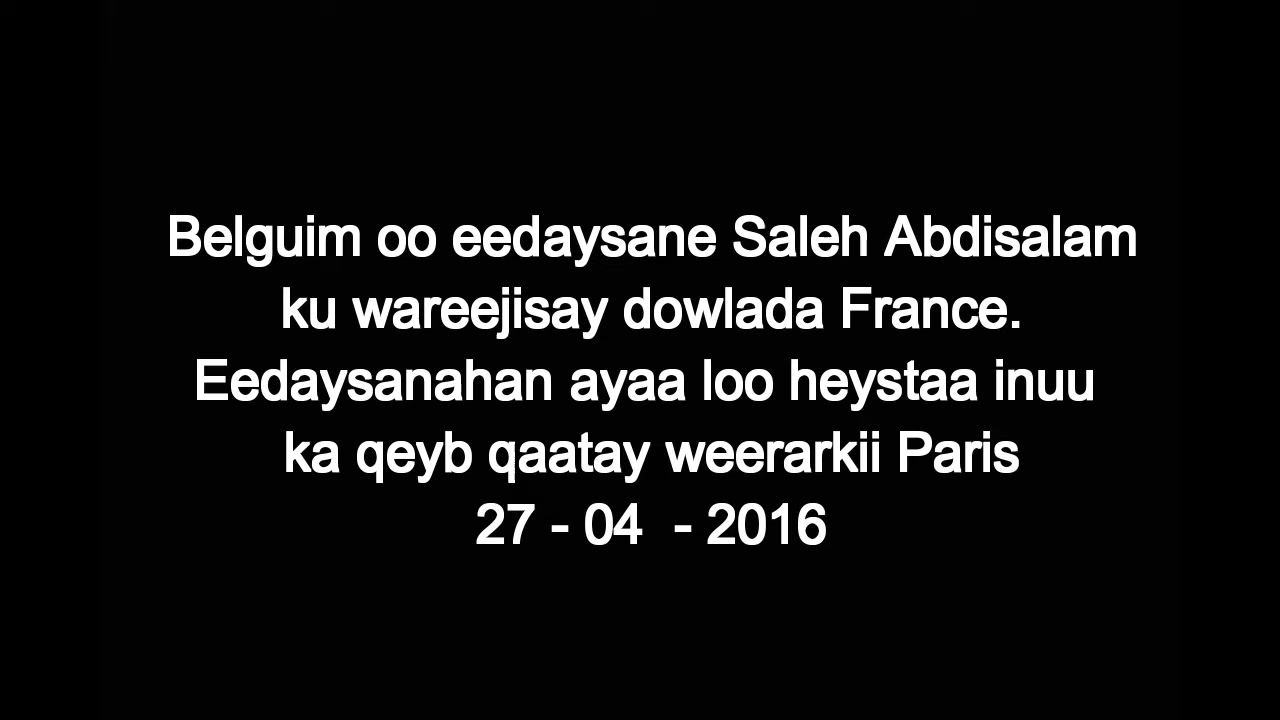 Belguim oo eedaysane Saleh Abdisalam
ku wareejisay dowlada France.
Eedaysanahan ayaa loo heystaa inuu
ka qeyb qaatay weerarkii Paris
27 - 04  - 2016